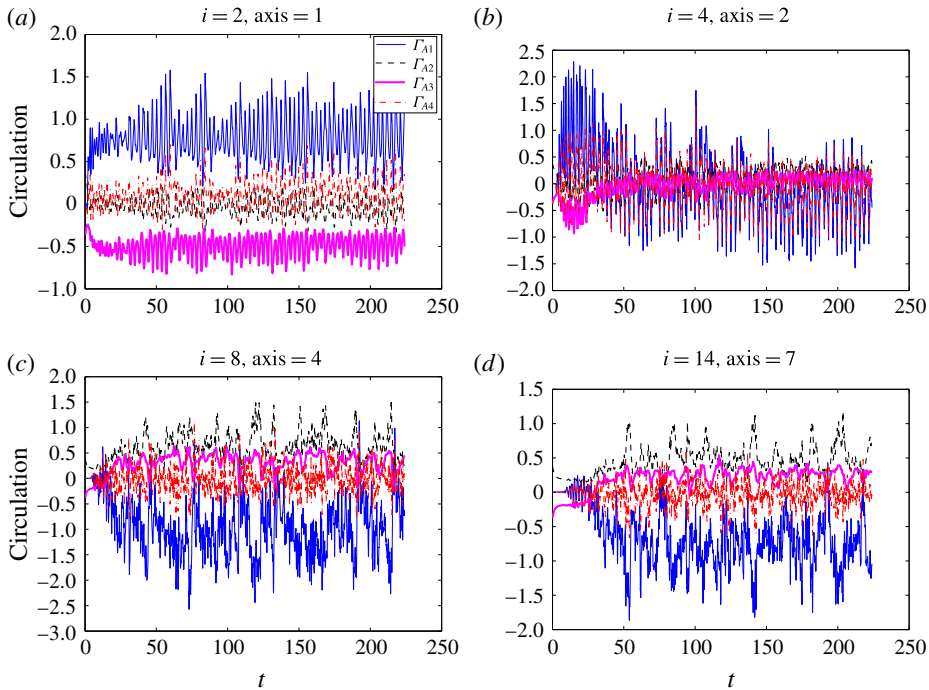 (a) i = 2, axis = 1
2.0
1.5
1.0
0.5
0
−0.5
−1.0
0 50 100 150 200 250
Circulation
Γ_A1
Γ_A2
Γ_A3
Γ_A4
(b) i = 4, axis = 2
2.5
2.0
1.5
1.0
0.5
0
−0.5
−1.0
−1.5
−2.0
0 50 100 150 200 250
(c) i = 8, axis = 4
2.0
1.5
1.0
0.5
0
−0.5
−1.0
−1.5
−2.0
−2.5
−3.0
0 50 100 150 200 250
Circulation
t
(d) i = 14, axis = 7
1.5
1.0
0.5
0
−0.5
−1.0
−1.5
−2.0
0 50 100 150 200 250
t